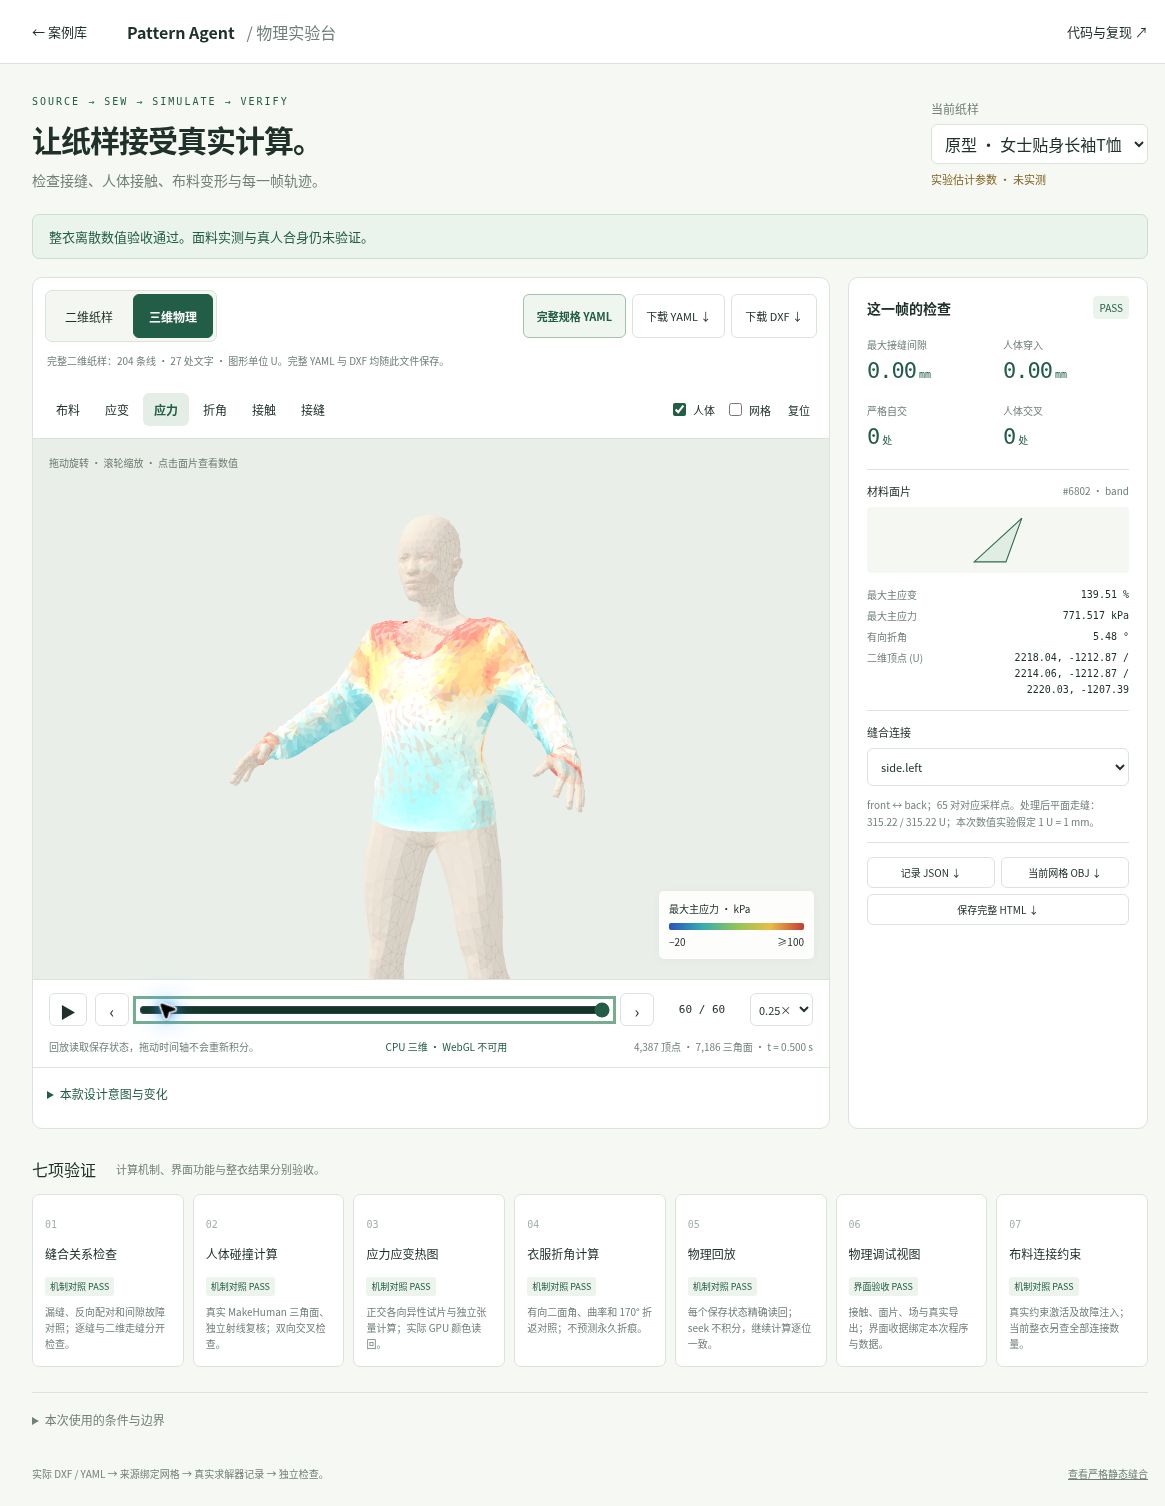 ← 案例库
Pattern Agent / 物理实验台
代码与复现 ↗
SOURCE → SEW → SIMULATE → VERIFY
让纸样接受真实计算。
检查接缝、人体接触、布料变形与每一帧轨迹。
当前纸样
原型 · 女士贴身长袖T恤
实验估计参数 · 未实测
整衣离散数值验收通过。面料实测与真人合身仍未验证。
二维纸样
三维物理
完整规格 YAML
下载 YAML ↓
下载 DXF ↓
完整二维纸样：204 条线 · 27 处文字 · 图形单位 U。完整 YAML 与 DXF 均随此文件保存。
布料
应变
应力
折角
接触
接缝
人体
网格
复位
拖动旋转 · 滚轮缩放 · 点击面片查看数值
最大主应力 · kPa
−20
≥100
▶
‹
›
60 / 60
0.25×
回放读取保存状态，拖动时间轴不会重新积分。
CPU 三维 · WebGL 不可用
4,387 顶点 · 7,186 三角面 · t = 0.500 s
▶ 本款设计意图与变化
这一帧的检查
PASS
最大接缝间隙
人体穿入
0.00 mm
0.00 mm
严格自交
人体交叉
0 处
0 处
材料面片
#6802 · band
最大主应变
139.51 %
最大主应力
771.517 kPa
有向折角
5.48 °
二维顶点 (U)
2218.04, -1212.87 /
2214.06, -1212.87 /
2220.03, -1207.39
缝合连接
side.left
front ↔ back；65 对对应采样点。处理后平面走缝：
315.22 / 315.22 U；本次数值实验假定 1 U = 1 mm。
记录 JSON ↓
当前网格 OBJ ↓
保存完整 HTML ↓
七项验证
计算机制、界面功能与整衣结果分别验收。
01
缝合关系检查
机制对照 PASS
漏缝、反向配对和间隙故障
对照；逐缝与二维走缝分开
检查。
02
人体碰撞计算
机制对照 PASS
真实 MakeHuman 三角面、
独立射线复核；双向交叉检
查。
03
应力应变热图
机制对照 PASS
正交各向异性试片与独立张
量计算；实际 GPU 颜色读
回。
04
衣服折角计算
机制对照 PASS
有向二面角、曲率和 170° 折
返对照；不预测永久折痕。
05
物理回放
机制对照 PASS
每个保存状态精确读回；
seek 不积分，继续计算逐位
一致。
06
物理调试视图
界面验收 PASS
接触、面片、场与真实导
出；界面收据绑定本次程序
与数据。
07
布料连接约束
机制对照 PASS
真实约束激活及故障注入；
当前整衣另查全部连接数
量。
▶ 本次使用的条件与边界
实际 DXF / YAML → 来源绑定网格 → 真实求解器记录 → 独立检查。
查看严格静态缝合